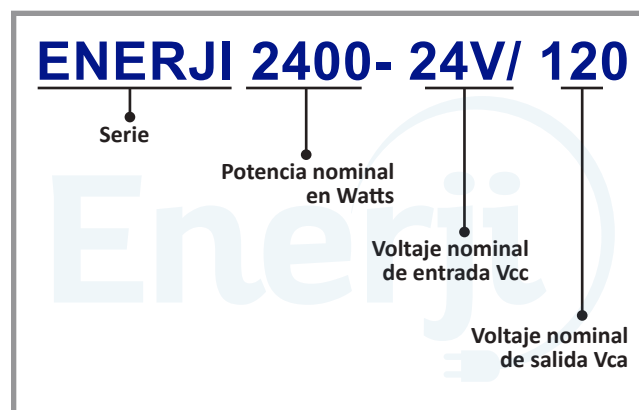 ENERJI 2400- 24V/ 120
Serie
Potencia nominal
en Watts
Voltaje nominal
de entrada Vcc
Voltaje nominal
de salida Vca
Enerji